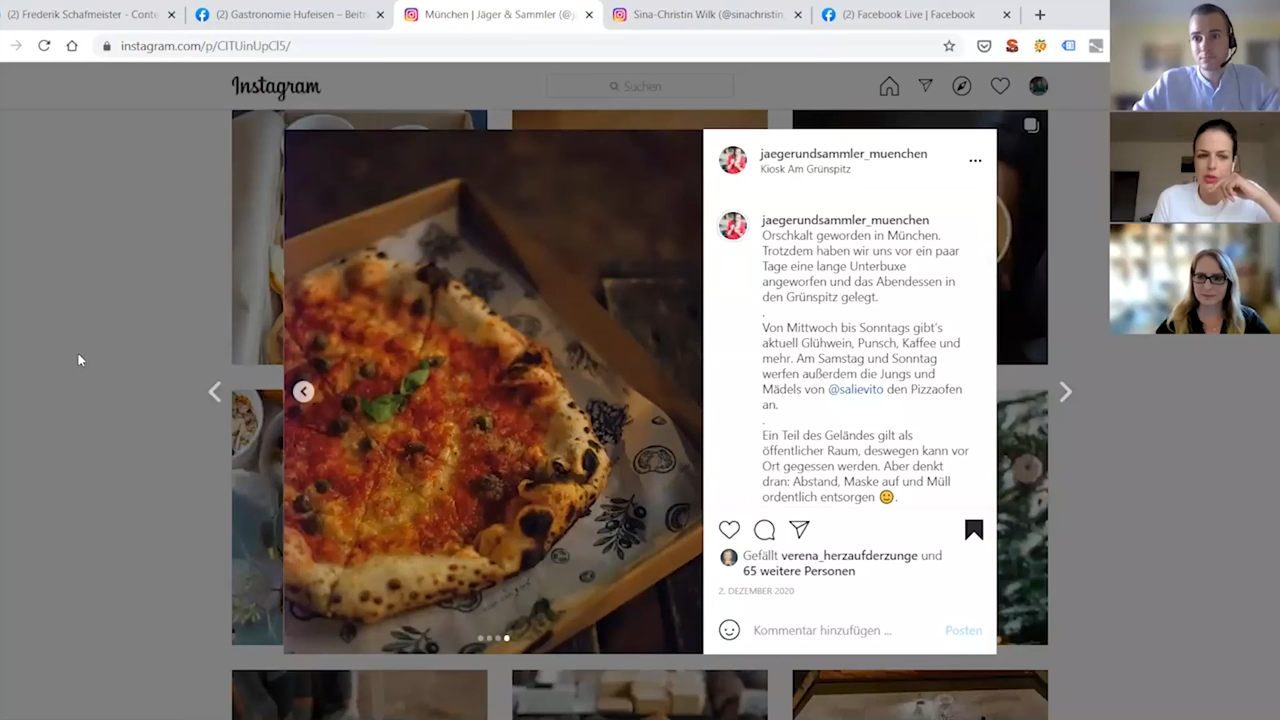 (2) Frederik Schafmeister - Conte
(2) Gastronomie Hufeisen – Beitr
München | Jäger & Sammler (@j
Sina-Christin Wilk (@sinachristin.
(2) Facebook Live | Facebook
instagram.com/p/CITUinUpCl5/
Instagram
Suchen
jaegerundsammler_muenchen
Kiosk Am Grünspitz
jaegerundsammler_muenchen
Orschkalt geworden in München.
Trotzdem haben wir uns vor ein paar
Tage eine lange Unterbuxe
angeworfen und das Abendessen in
den Grünspitz gelegt.
.
Von Mittwoch bis Sonntags gibt's
aktuell Glühwein, Punsch, Kaffee und
mehr. Am Samstag und Sonntag
werfen außerdem die Jungs und
Mädels von @salievito den Pizzaofen
an.
.
Ein Teil des Geländes gilt als
öffentlicher Raum, deswegen kann vor
Ort gegessen werden. Aber denkt
dran: Abstand, Maske auf und Müll
ordentlich entsorgen 🙂.
Gefällt verena_herzaufderzunge und
65 weitere Personen
2. DEZEMBER 2020
Kommentar hinzufügen ...
Posten